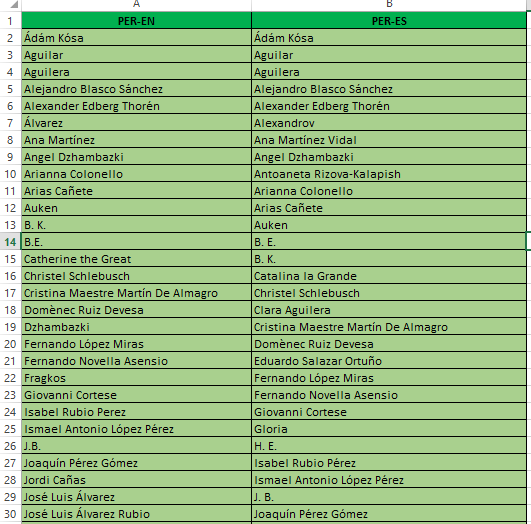 A B
1 PER-EN PER-ES
2 Ádám Kósa Ádám Kósa
3 Aguilar Aguilar
4 Aguilera Aguilera
5 Alejandro Blasco Sánchez Alejandro Blasco Sánchez
6 Alexander Edberg Thorén Alexander Edberg Thorén
7 Álvarez Alexandrov
8 Ana Martínez Ana Martínez Vidal
9 Angel Dzhambazki Angel Dzhambazki
10 Arianna Colonello Antoaneta Rizova-Kalapish
11 Arias Cañete Arianna Colonello
12 Auken Arias Cañete
13 B. K. Auken
14 B.E. B. E.
15 Catherine the Great B. K.
16 Christel Schlebusch Catalina la Grande
17 Cristina Maestre Martín De Almagro Christel Schlebusch
18 Domènec Ruiz Devesa Clara Aguilera
19 Dzhambazki Cristina Maestre Martín De Almagro
20 Fernando López Miras Domènec Ruiz Devesa
21 Fernando Novella Asensio Eduardo Salazar Ortuño
22 Fragkos Fernando López Miras
23 Giovanni Cortese Fernando Novella Asensio
24 Isabel Rubio Perez Giovanni Cortese
25 Ismael Antonio López Pérez Gloria
26 J.B. H. E.
27 Joaquín Pérez Gómez Isabel Rubio Pérez
28 Jordi Cañas Ismael Antonio López Pérez
29 José Luis Álvarez J. B.
30 José Luis Álvarez Rubio Joaquín Pérez Gómez